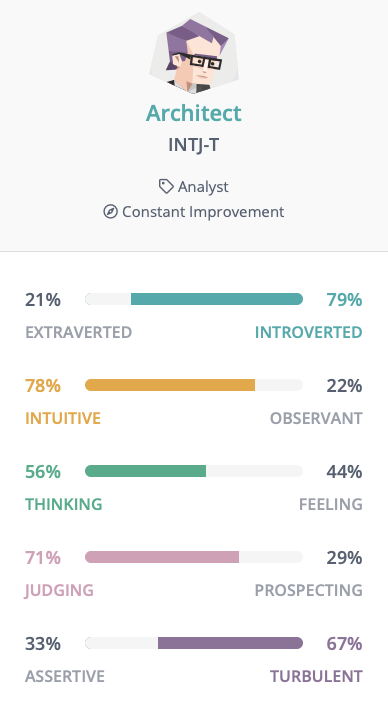 Architect
INTJ-T
Analyst
Constant Improvement
21% 79%
EXTRAVERTED INTROVERTED
78% 22%
INTUITIVE OBSERVANT
56% 44%
THINKING FEELING
71% 29%
JUDGING PROSPECTING
33% 67%
ASSERTIVE TURBULENT